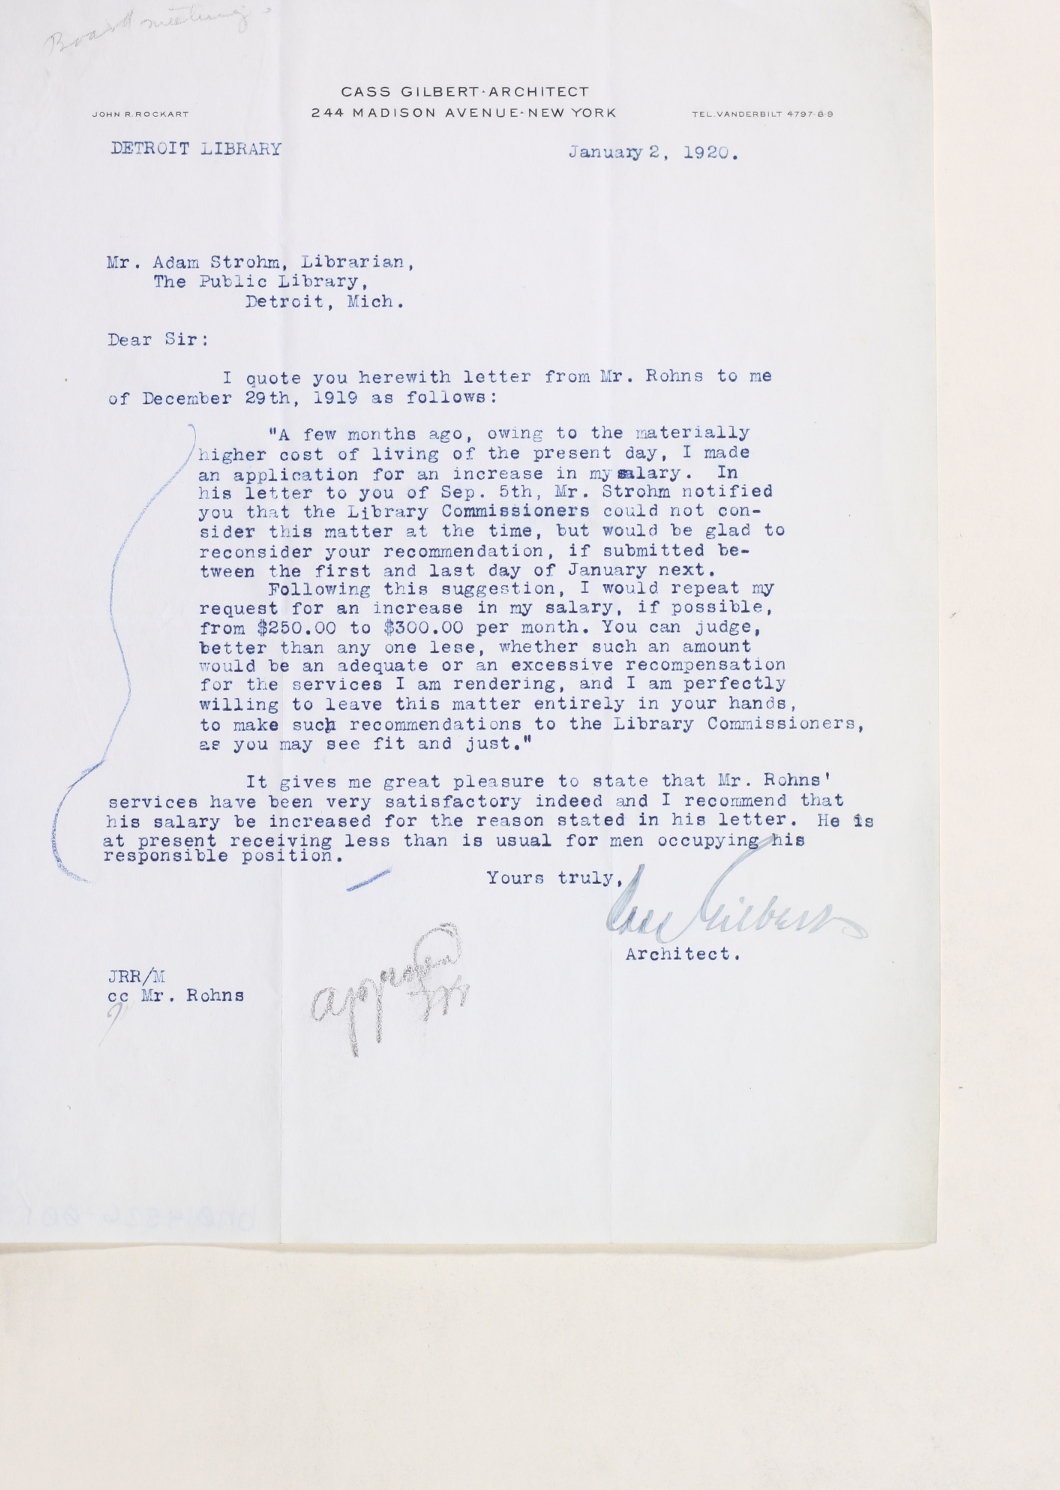 Board meeting.
CASS GILBERT-ARCHITECT
JOHN R. ROCKART 244 MADISON AVENUE-NEW YORK TEL. VANDERBILT 4797-8-9
DETROIT LIBRARY January 2, 1920.
Mr. Adam Strohm, Librarian,
The Public Library,
Detroit, Mich.
Dear Sir:
I quote you herewith letter from Mr. Rohns to me
of December 29th, 1919 as follows:
"A few months ago, owing to the materially
higher cost of living of the present day, I made
an application for an increase in my salary. In
his letter to you of Sep. 5th, Mr. Strohm notified
you that the Library Commissioners could not con-
sider this matter at the time, but would be glad to
reconsider your recommendation, if submitted be-
tween the first and last day of January next.
Following this suggestion, I would repeat my
request for an increase in my salary, if possible,
from $250.00 to $300.00 per month. You can judge,
better than any one lese, whether such an amount
would be an adequate or an excessive recompensation
for the services I am rendering, and I am perfectly
willing to leave this matter entirely in your hands,
to make such recommendations to the Library Commissioners,
as you may see fit and just."
It gives me great pleasure to state that Mr. Rohns'
services have been very satisfactory indeed and I recommend that
his salary be increased for the reason stated in his letter. He is
at present receiving less than is usual for men occupying his
responsible position.
Yours truly,
Cass Gilbert
Architect.
approved
JRR/M
cc Mr. Rohns